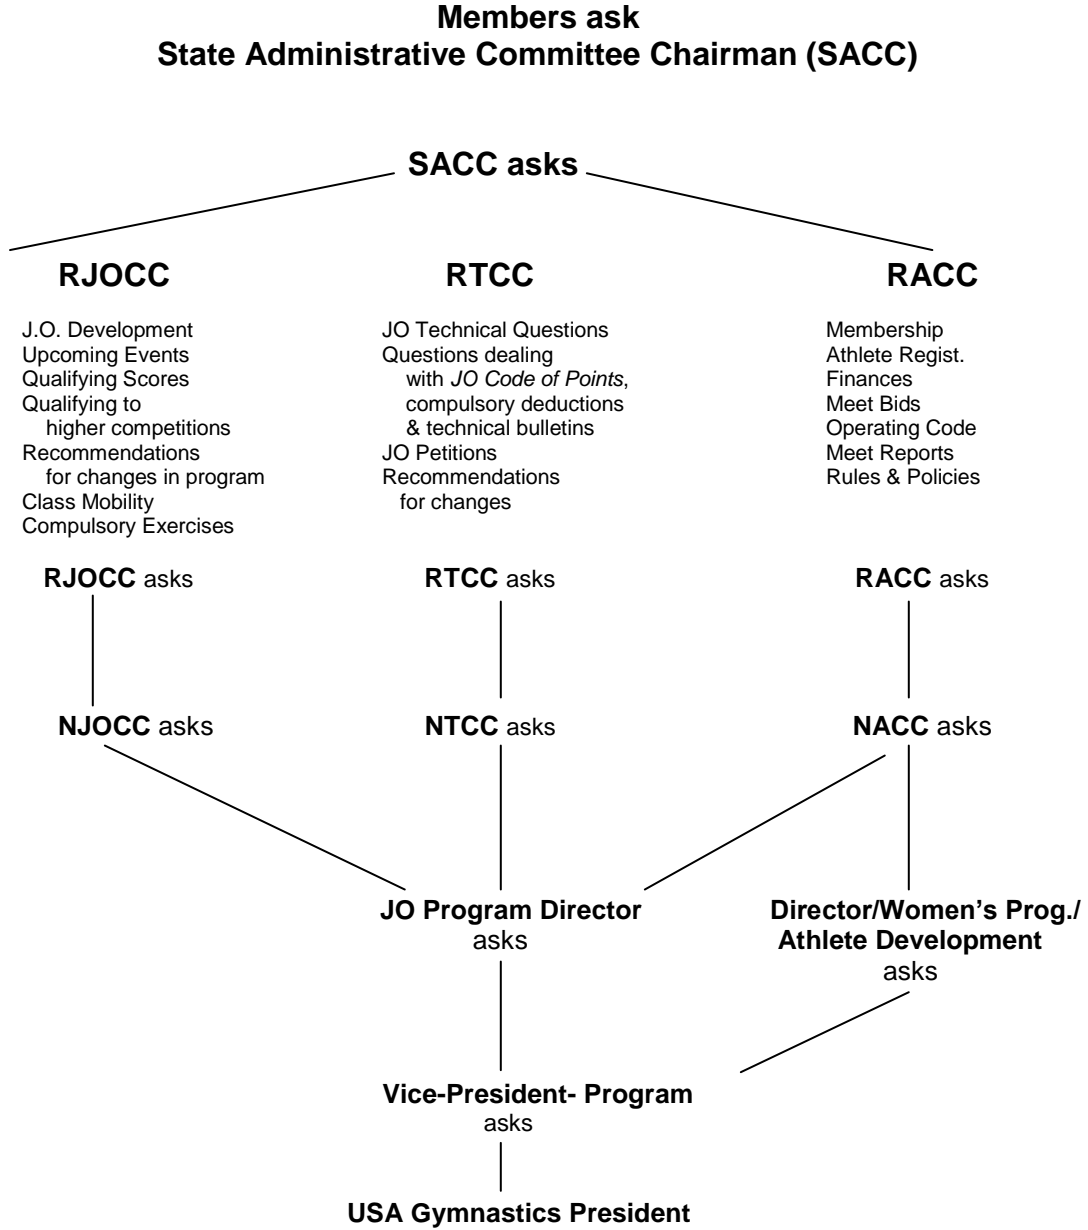 Members ask
State Administrative Committee Chairman (SACC)
SACC asks
RJOCC
J.O. Development
Upcoming Events
Qualifying Scores
Qualifying to
higher competitions
Recommendations
for changes in program
Class Mobility
Compulsory Exercises
RTCC
JO Technical Questions
Questions dealing
with JO Code of Points,
compulsory deductions
& technical bulletins
JO Petitions
Recommendations
for changes
RACC
Membership
Athlete Regist.
Finances
Meet Bids
Operating Code
Meet Reports
Rules & Policies
RJOCC asks
RTCC asks
RACC asks
NJOCC asks
NTCC asks
NACC asks
JO Program Director
asks
Director/Women's Prog./
Athlete Development
asks
Vice-President- Program
asks
USA Gymnastics President